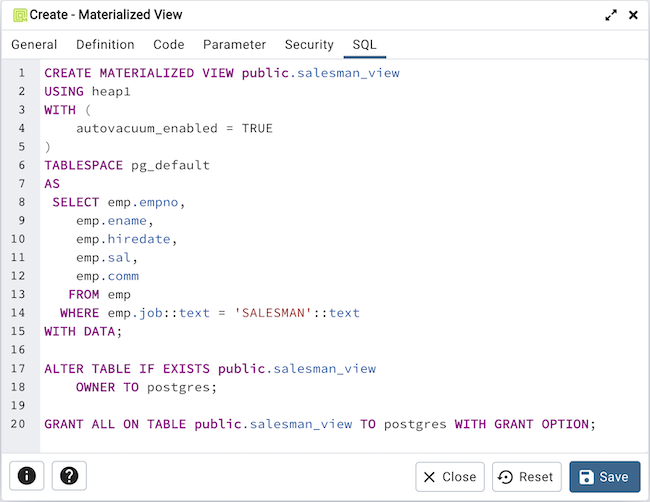 Create - Materialized View
General Definition Code Parameter Security SQL
1 CREATE MATERIALIZED VIEW public.salesman_view
2 USING heap1
3 WITH (
4 autovacuum_enabled = TRUE
5 )
6 TABLESPACE pg_default
7 AS
8 SELECT emp.empno,
9 emp.ename,
10 emp.hiredate,
11 emp.sal,
12 emp.comm
13 FROM emp
14 WHERE emp.job::text = 'SALESMAN'::text
15 WITH DATA;
16
17 ALTER TABLE IF EXISTS public.salesman_view
18 OWNER TO postgres;
19
20 GRANT ALL ON TABLE public.salesman_view TO postgres WITH GRANT OPTION;
Close Reset Save